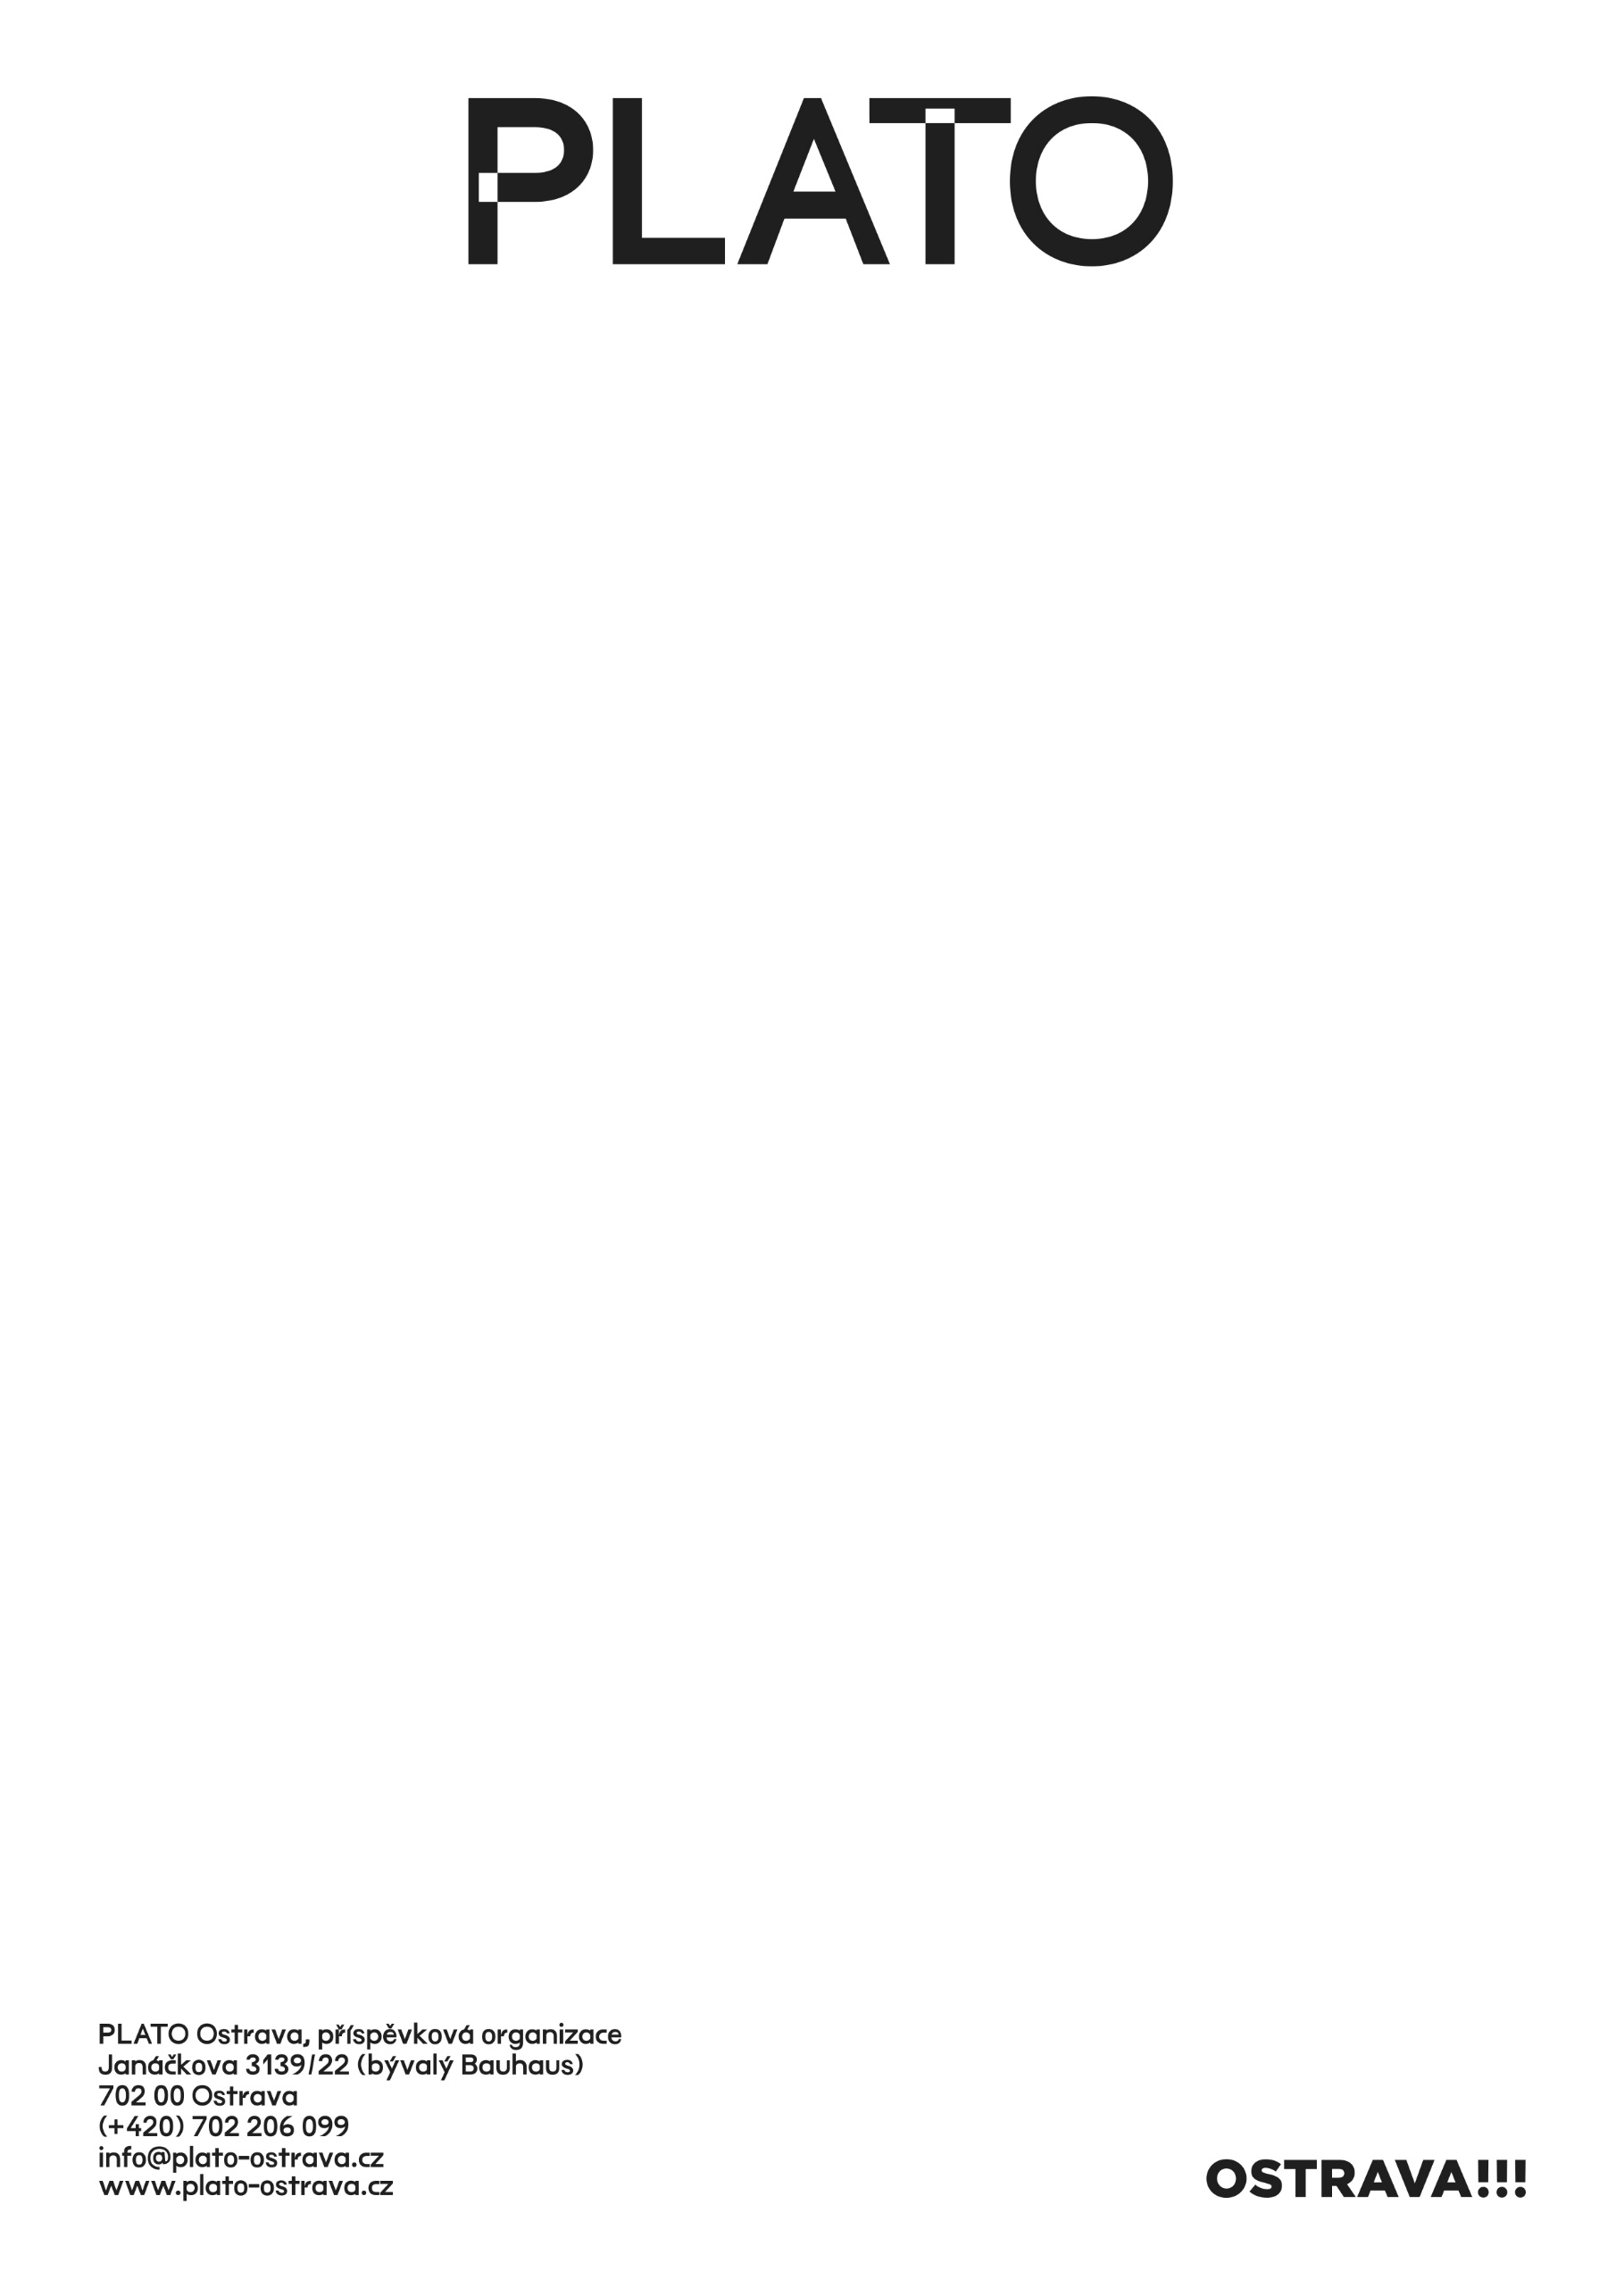 PLATO
PLATO Ostrava, příspěvková organizace
Janáčkova 3139/22 (bývalý Bauhaus)
702 00 Ostrava
(+420) 702 206 099
info@plato-ostrava.cz
www.plato-ostrava.cz
OSTRAVA!!!